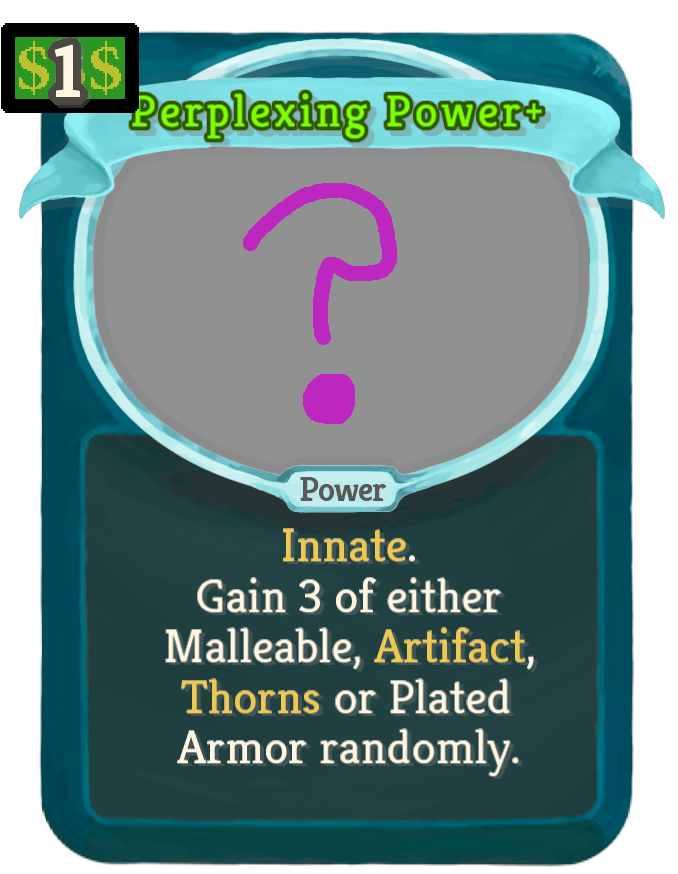 $1$
Perplexing Power+
?
Power
Innate.
Gain 3 of either
Malleable, Artifact,
Thorns or Plated
Armor randomly.